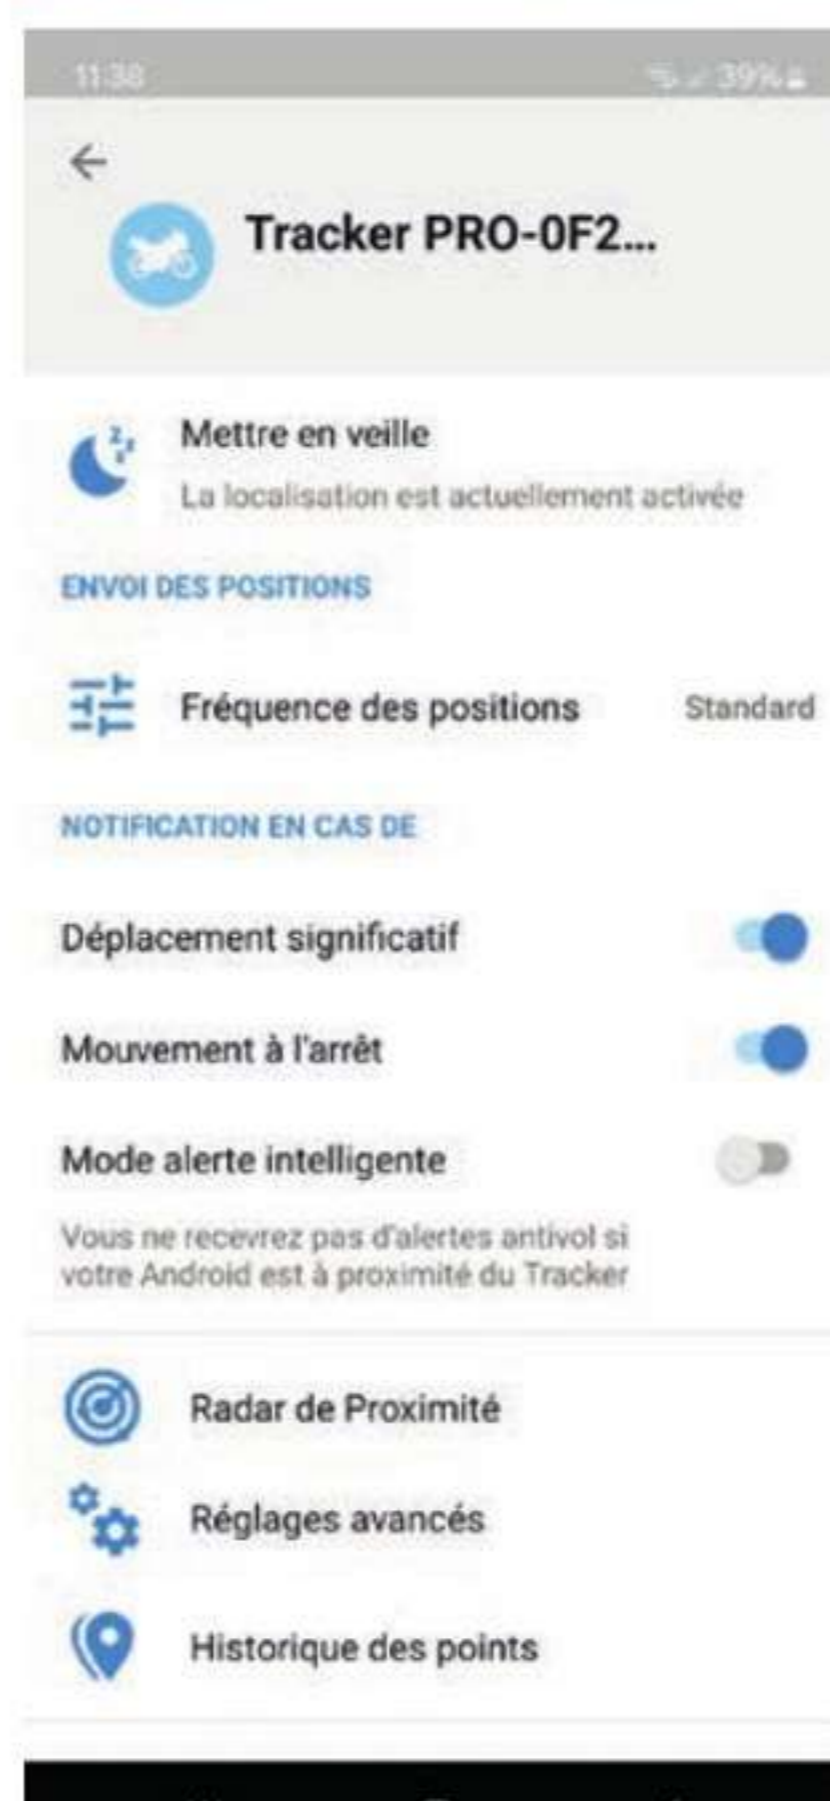 11:38
39%
Tracker PRO-0F2...
Mettre en veille
La localisation est actuellement activée
ENVOI DES POSITIONS
Fréquence des positions Standard
NOTIFICATION EN CAS DE
Déplacement significatif
Mouvement à l'arrêt
Mode alerte intelligente
Vous ne recevrez pas d'alertes antivol si
votre Android est à proximité du Tracker
Radar de Proximité
Réglages avancés
Historique des points